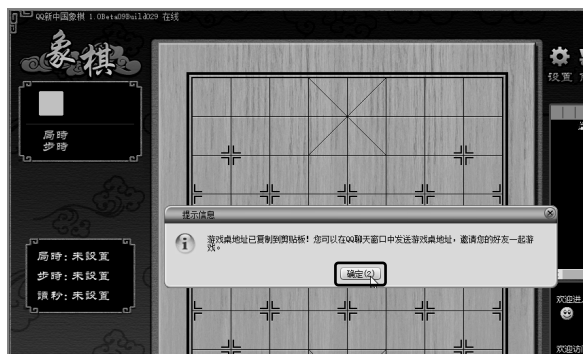 QQ新中国象棋 1.0Beta09Build029 在线
象棋
设置
局時
步時
提示信息
游戏桌地址已复制到剪贴板！您可以在QQ聊天窗口中发送游戏桌地址，邀请您的好友一起游
戏。
确定(2)
局時：未設置
步時：未設置
讀秒：未設置
欢迎进
欢迎访